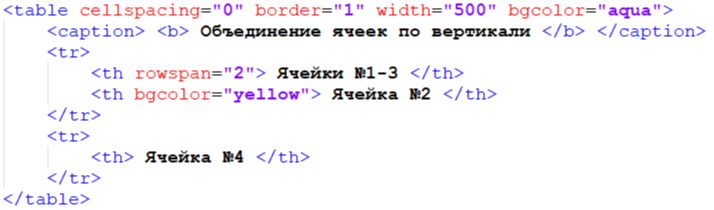 <table cellspacing="0" border="1" width="500" bgcolor="aqua">
<caption> <b> Объединение ячеек по вертикали </b> </caption>
<tr>
<th rowspan="2"> Ячейки №1-3 </th>
<th bgcolor="yellow"> Ячейка №2 </th>
</tr>
<tr>
<th> Ячейка №4 </th>
</tr>
</table>